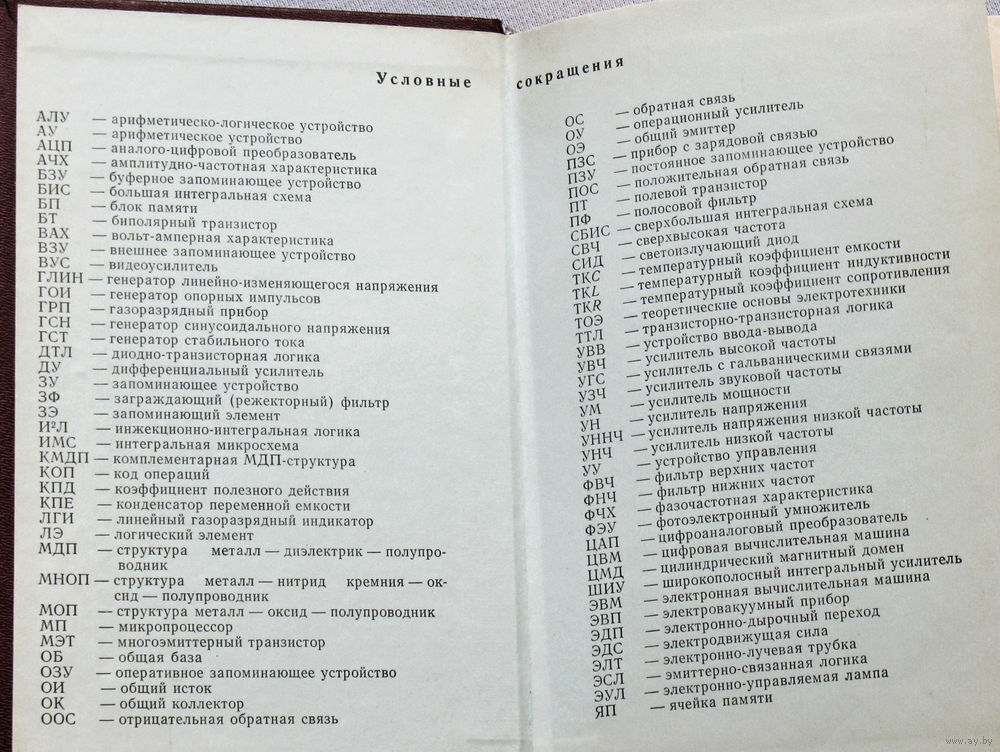 Условные сокращения
АЛУ — арифметическо-логическое устройство
АУ — арифметическое устройство
АЦП — аналого-цифровой преобразователь
АЧХ — амплитудно-частотная характеристика
БЗУ — буферное запоминающее устройство
БИС — большая интегральная схема
БП — блок памяти
БТ — биполярный транзистор
ВАХ — вольт-амперная характеристика
ВЗУ — внешнее запоминающее устройство
ВУС — видеоусилитель
ГЛИН — генератор линейно-изменяющегося напряжения
ГОИ — генератор опорных импульсов
ГРП — газоразрядный прибор
ГСН — генератор синусоидального напряжения
ГСТ — генератор стабильного тока
ДТЛ — диодно-транзисторная логика
ДУ — дифференциальный усилитель
ЗУ — запоминающее устройство
ЗФ — заграждающий (режекторный) фильтр
ЗЭ — запоминающий элемент
И²Л — инжекционно-интегральная логика
ИМС — интегральная микросхема
КМДП — комплементарная МДП-структура
КОП — код операций
КПД — коэффициент полезного действия
КПЕ — конденсатор переменной емкости
ЛГИ — линейный газоразрядный индикатор
ЛЭ — логический элемент
МДП — структура металл — диэлектрик — полупро-
водник
МНОП — структура металл — нитрид кремния — ок-
сид — полупроводник
МОП — структура металл — оксид — полупроводник
МП — микропроцессор
МЭТ — многоэмиттерный транзистор
ОБ — общая база
ОЗУ — оперативное запоминающее устройство
ОИ — общий исток
ОК — общий коллектор
ООС — отрицательная обратная связь
ОС — обратная связь
ОУ — операционный усилитель
ОЭ — общий эмиттер
ПЗС — прибор с зарядовой связью
ПЗУ — постоянное запоминающее устройство
ПОС — положительная обратная связь
ПТ — полевой транзистор
ПФ — полосовой фильтр
СБИС — сверхбольшая интегральная схема
СВЧ — сверхвысокая частота
СИД — светоизлучающий диод
ТКС — температурный коэффициент емкости
ТКL — температурный коэффициент индуктивности
ТКR — температурный коэффициент сопротивления
ТОЭ — теоретические основы электротехники
ТТЛ — транзисторно-транзисторная логика
УВВ — устройство ввода-вывода
УВЧ — усилитель высокой частоты
УГС — усилитель с гальваническими связями
УЗЧ — усилитель звуковой частоты
УМ — усилитель мощности
УН — усилитель напряжения
УННЧ — усилитель напряжения низкой частоты
УНЧ — усилитель низкой частоты
УУ — устройство управления
ФВЧ — фильтр верхних частот
ФНЧ — фильтр нижних частот
ФЧХ — фазочастотная характеристика
ФЭУ — фотоэлектронный умножитель
ЦАП — цифроаналоговый преобразователь
ЦВМ — цифровая вычислительная машина
ЦМД — цилиндрический магнитный домен
ШИУ — широкополосный интегральный усилитель
ЭВМ — электронная вычислительная машина
ЭВП — электровакуумный прибор
ЭДП — электронно-дырочный переход
ЭДС — электродвижущая сила
ЭЛТ — электронно-лучевая трубка
ЭСЛ — эмиттерно-связанная логика
ЭУЛ — электронно-управляемая лампа
ЯП — ячейка памяти
www.ay.by